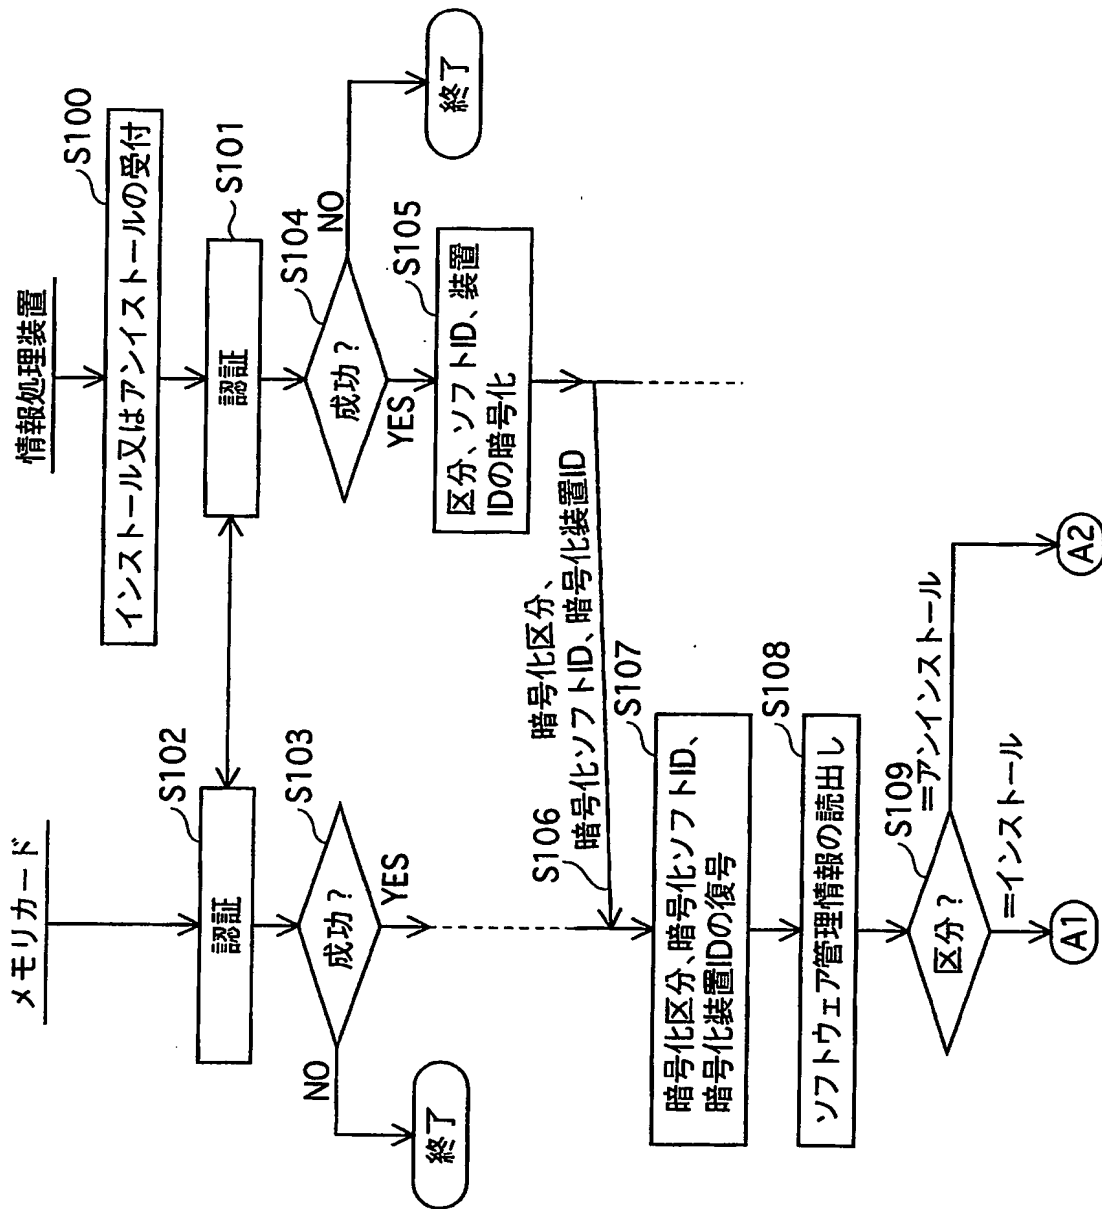 メモリカード
情報処理装置
S100
インストール又はアンイストールの受付
S102
認証
S101
認証
S103
成功?
YES
NO
終了
S104
成功?
NO
YES
終了
S105
区分、ソフトID、装置
IDの暗号化
S106
暗号化区分、
暗号化ソフトID、暗号化装置ID
S107
暗号化区分、暗号化ソフトID、
暗号化装置IDの復号
S108
ソフトウェア管理情報の読出し
S109
区分?
=アンインストール
=インストール
A1
A2